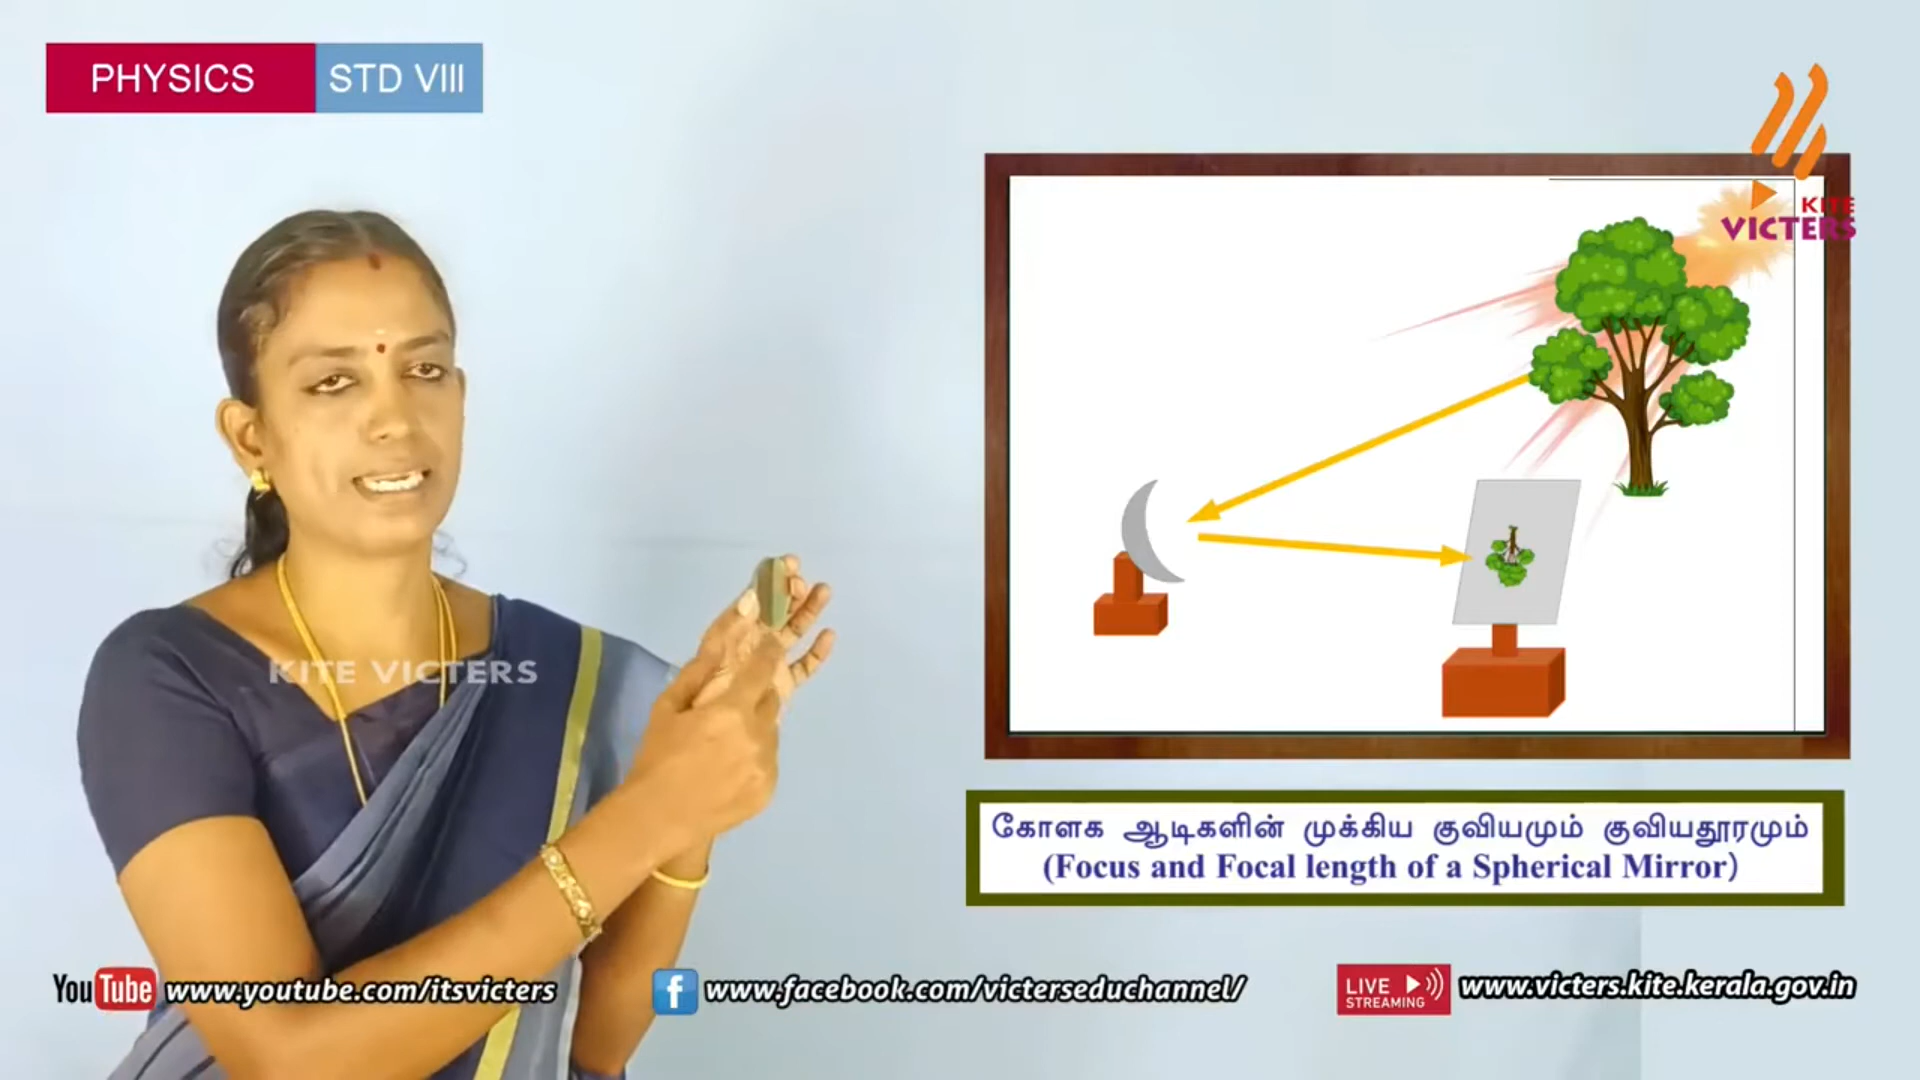 PHYSICS STD VIII
KITE
VICTERS
KITE VICTERS
கோளக ஆடிகளின் முக்கிய குவியமும் குவியதூரமும்
(Focus and Focal length of a Spherical Mirror)
YouTube www.youtube.com/itsvicters
f www.facebook.com/victerseduchannel/
LIVE STREAMING www.victers.kite.kerala.gov.in